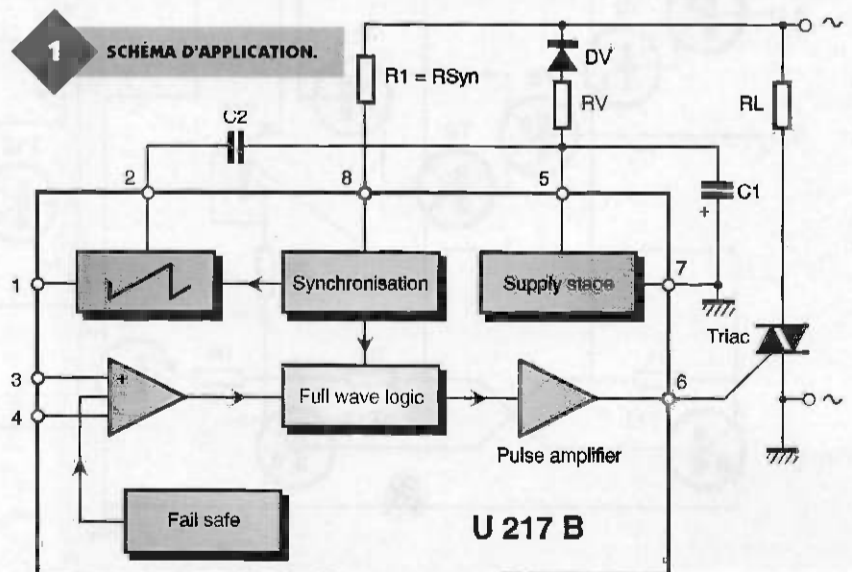 1
SCHÉMA D'APPLICATION.
R1 = RSyn
DV
RV
RL
C2
C1
+
2
8
5
7
1
Synchronisation
Supply stage
Triac
3
+
4
Full wave logic
6
Pulse amplifier
Fail safe
U 217 B